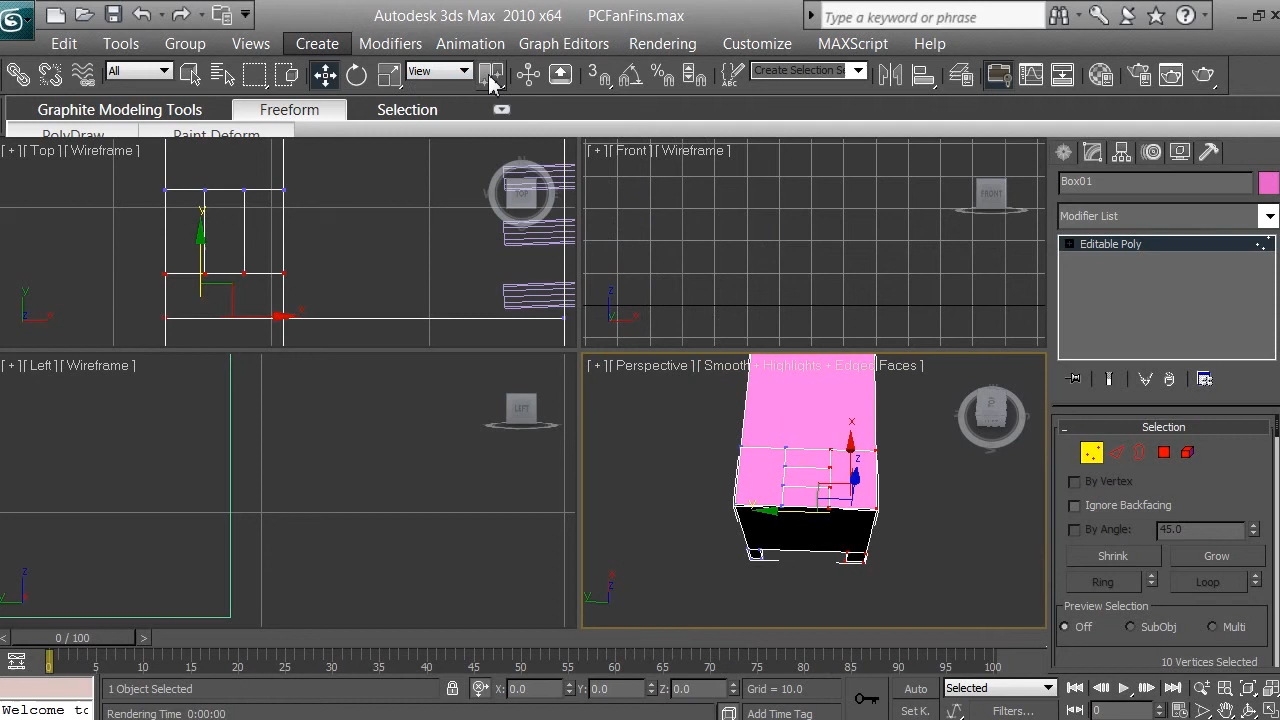 Autodesk 3ds Max 2010 x64 PCFanFins.max
Type a keyword or phrase
Edit Tools Group Views Create Modifiers Animation Graph Editors Rendering Customize MAXScript Help
All
View
3
ABC
Create Selection Se
Graphite Modeling Tools Freeform Selection
PolyDraw Paint Deform
[ + ] [ Top ] [ Wireframe ]
TOP
[ + ] [ Front ] [ Wireframe ]
FRONT
Box01
Modifier List
Editable Poly
[ + ] [ Left ] [ Wireframe ]
LEFT
[ + ] [ Perspective ] [ Smooth + Highlights + Edged Faces ]
Selection
By Vertex
Ignore Backfacing
By Angle: 45.0
Shrink Grow
Ring Loop
Preview Selection
Off SubObj Multi
10 Vertices Selected
0 / 100
0 5 10 15 20 25 30 35 40 45 50 55 60 65 70 75 80 85 90 95 100
1 Object Selected X: 0.0 Y: 0.0 Z: 0.0 Grid = 10.0 Auto Selected
Welcome to Rendering Time 0:00:00 Add Time Tag Set K. Filters... 0